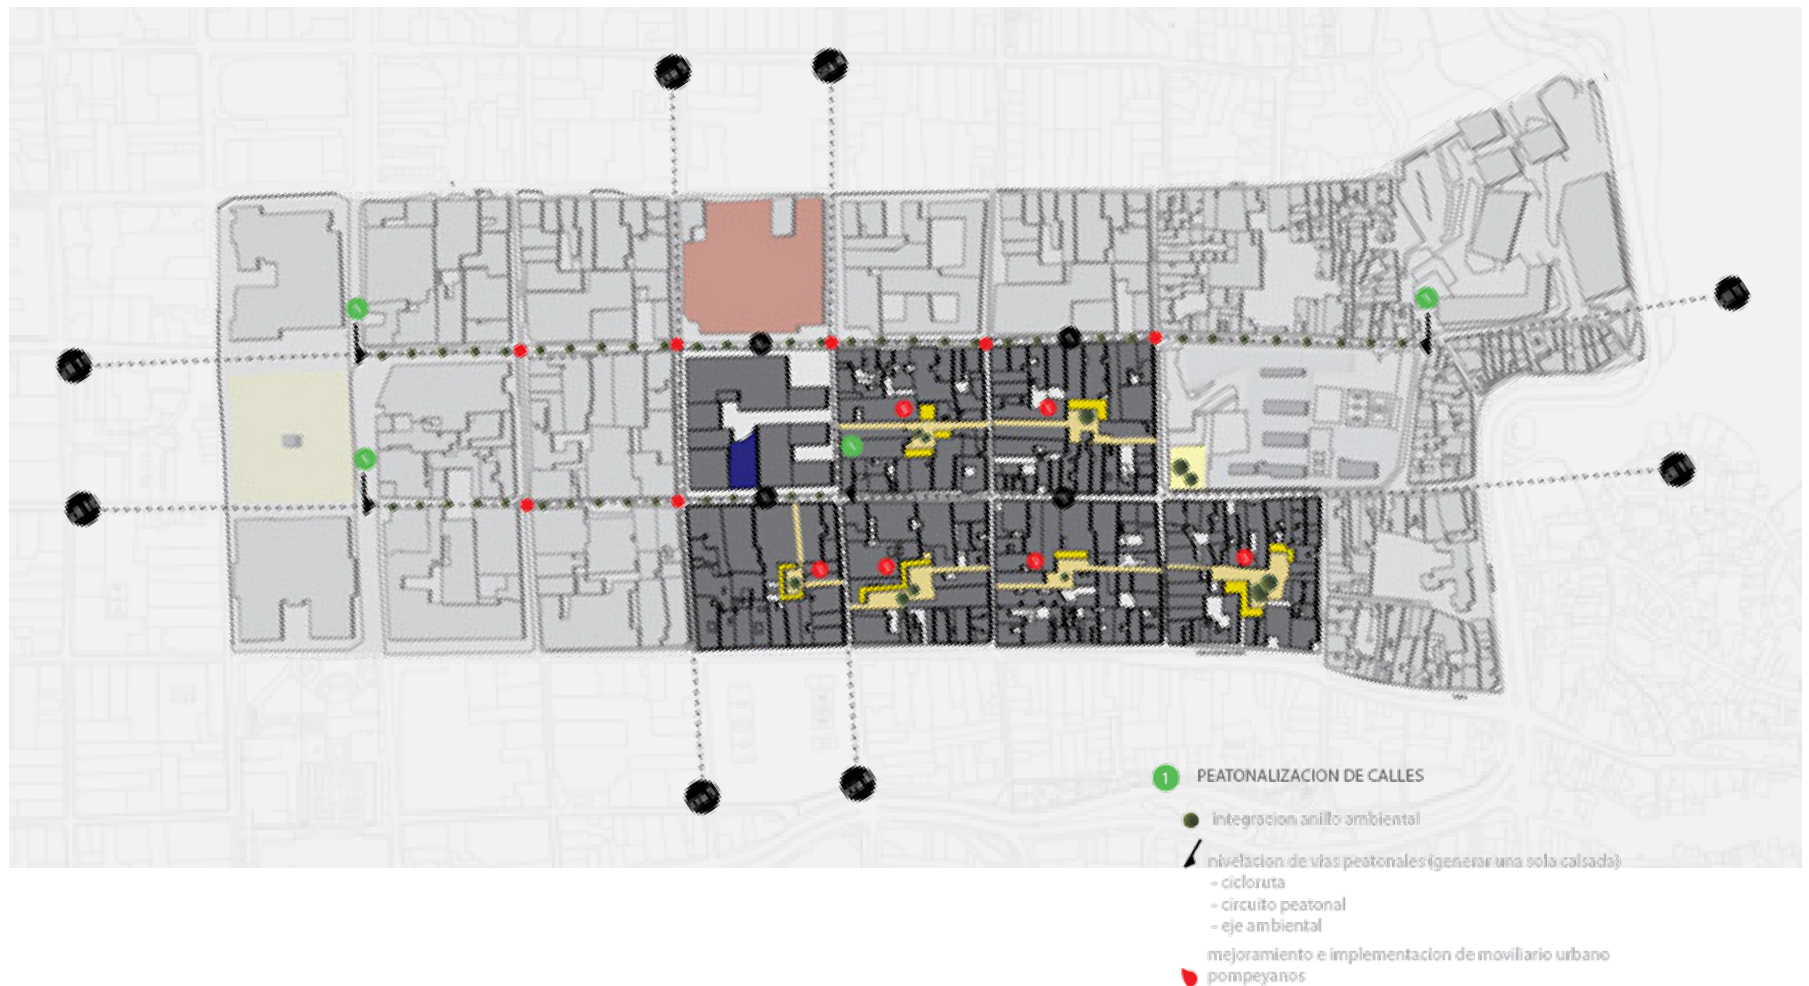 1 PEATONALIZACION DE CALLES
integracion anillo ambiental
nivelacion de vias peatonales (generar una sola calsada)
- cicloruta
- circuito peatonal
- eje ambiental
mejoramiento e implementacion de moviliario urbano
pompeyanos